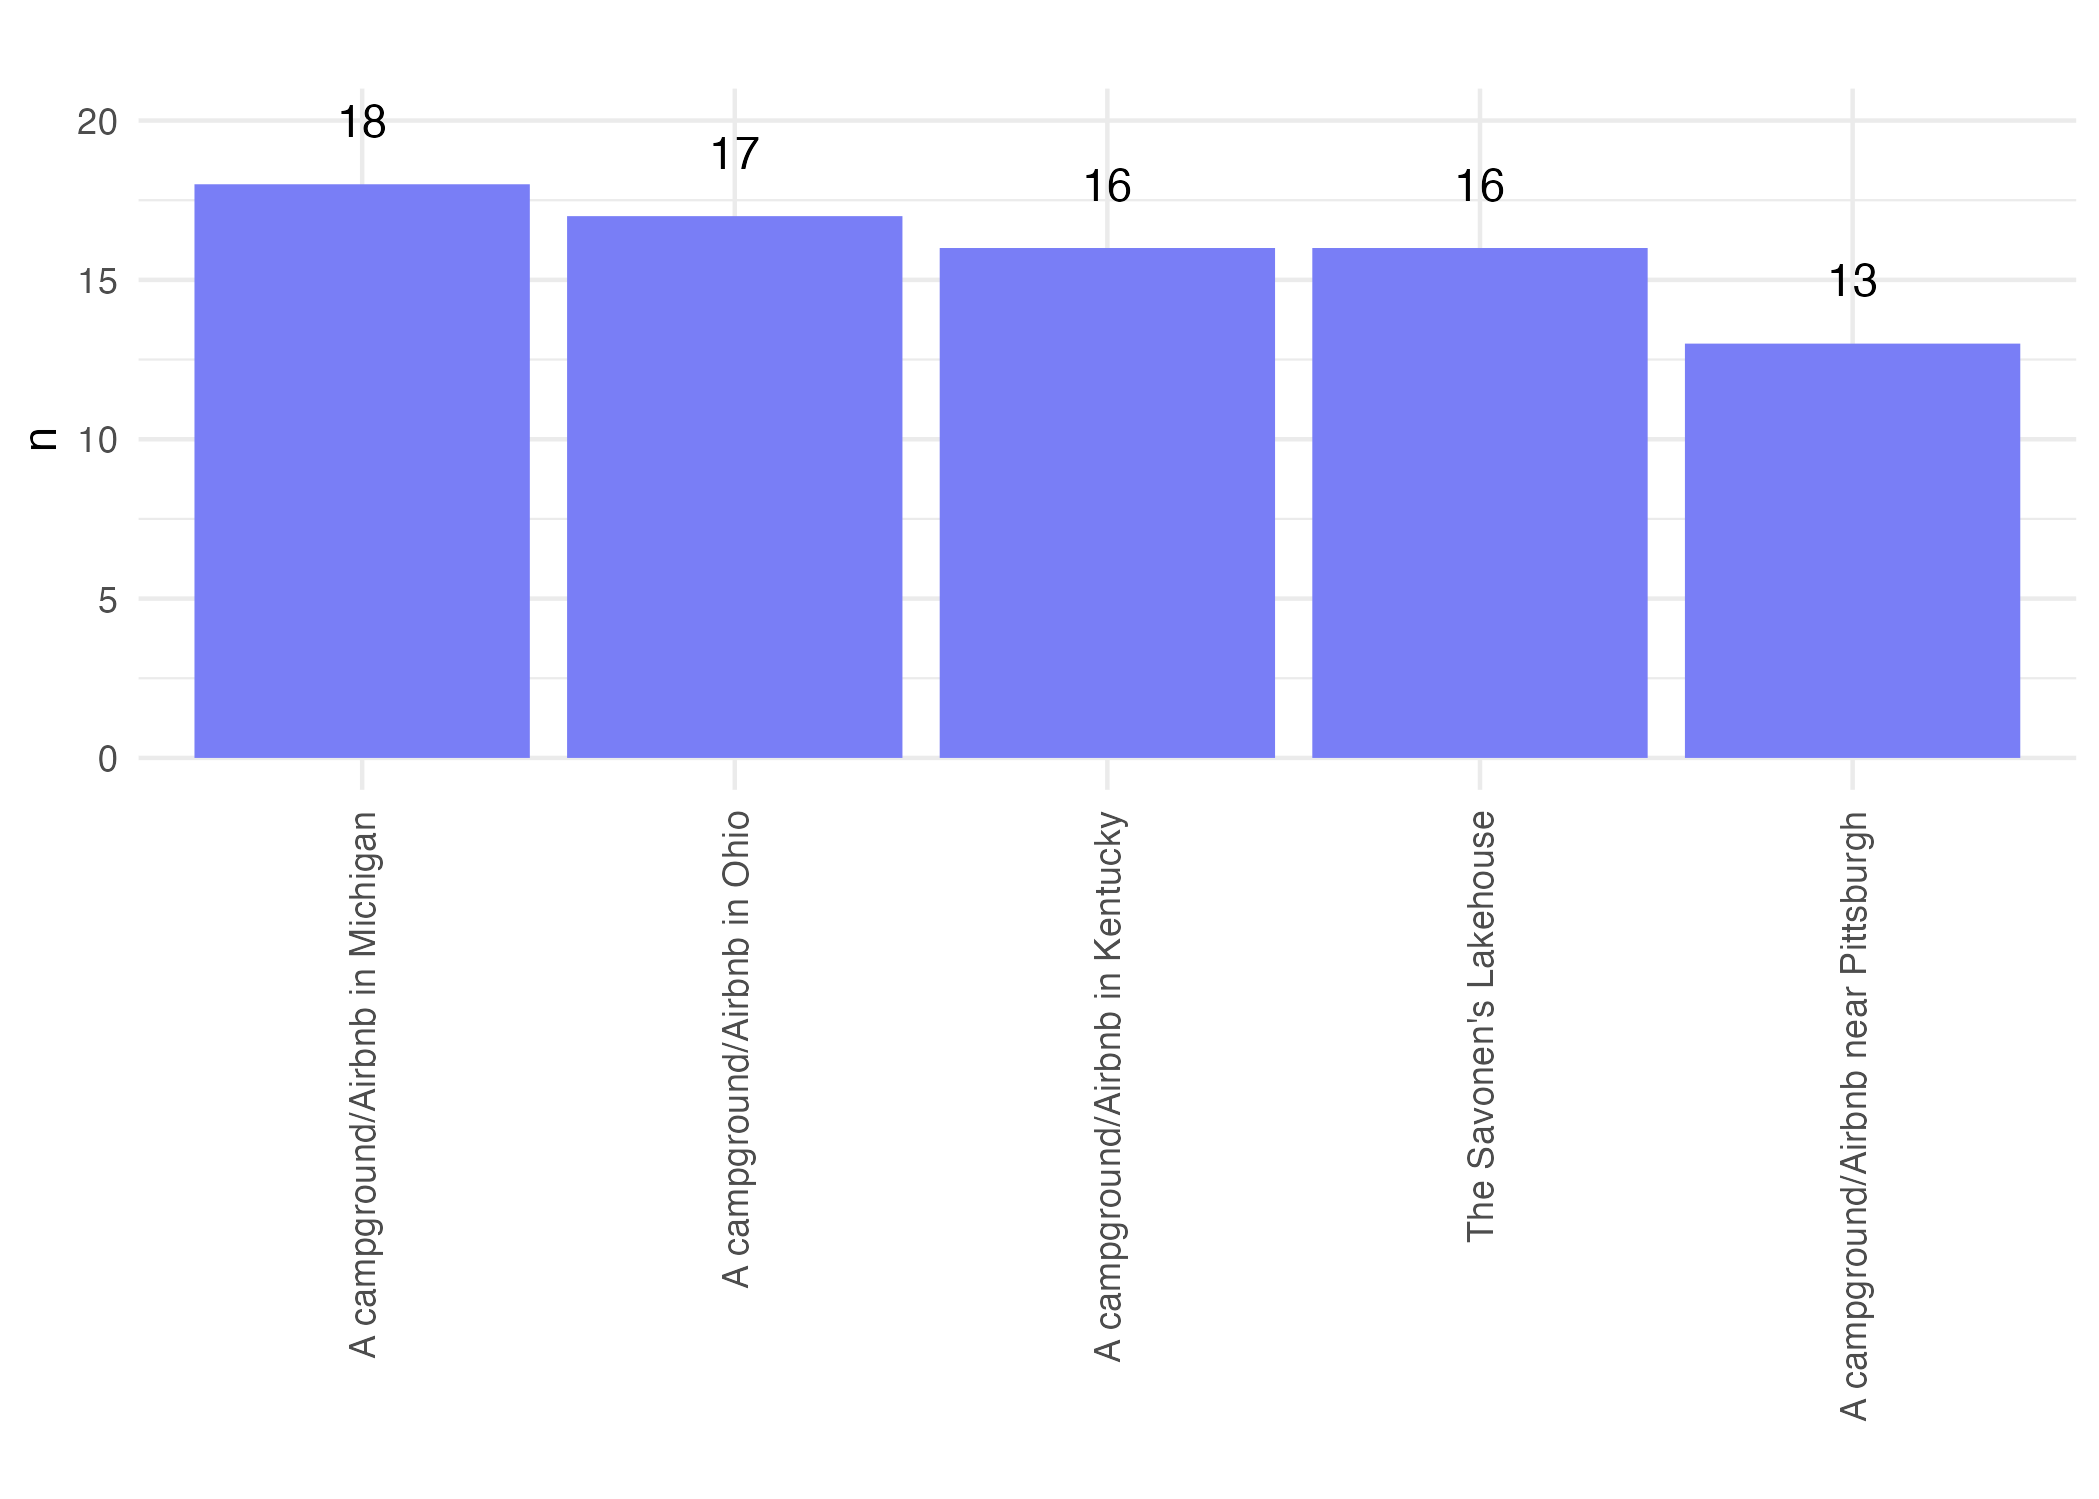 18
17
16
16
13
20
15
10
5
0
n
A campground/Airbnb in Michigan
A campground/Airbnb in Ohio
A campground/Airbnb in Kentucky
The Savonen's Lakehouse
A campground/Airbnb near Pittsburgh